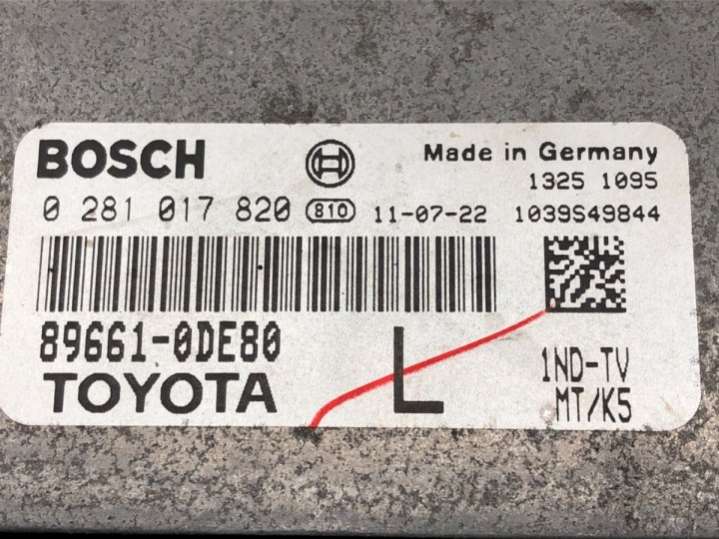 BOSCH
Made in Germany
1325 1095
0 281 017 820 810 11-07-22 1039S49844
89661-0DE80
TOYOTA
L
1ND-TV
MT/K5